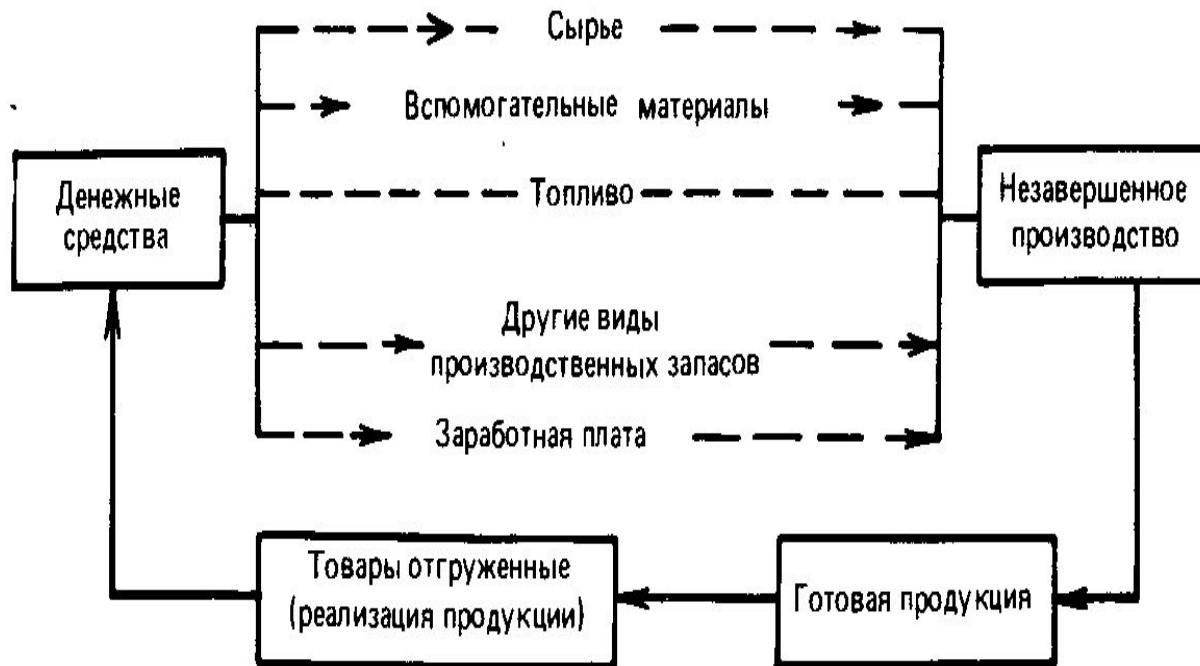 Сырье
Вспомогательные материалы
Денежные
средства
Топливо
Незавершенное
производство
Другие виды
производственных запасов
Заработная плата
Товары отгруженные
(реализация продукции)
Готовая продукция